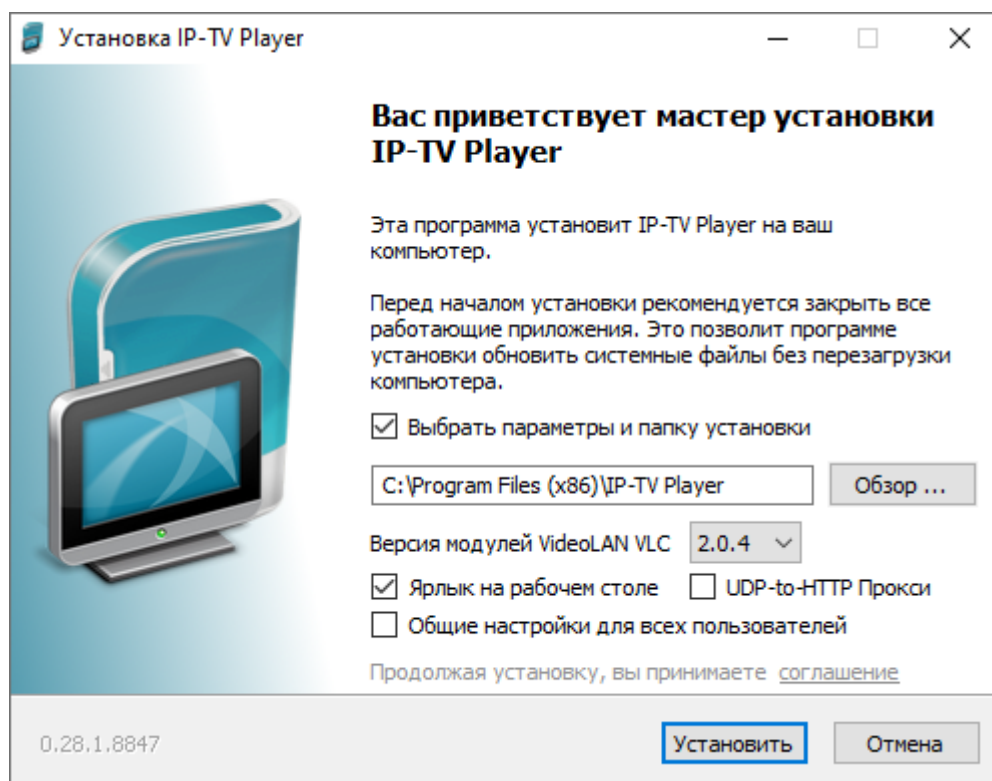 Установка IP-TV Player
Вас приветствует мастер установки
IP-TV Player
Эта программа установит IP-TV Player на ваш
компьютер.
Перед началом установки рекомендуется закрыть все
работающие приложения. Это позволит программе
установки обновить системные файлы без перезагрузки
компьютера.
Выбрать параметры и папку установки
C:\Program Files (x86)\IP-TV Player Обзор ...
Версия модулей VideoLAN VLC 2.0.4
Ярлык на рабочем столе UDP-to-HTTP Прокси
Общие настройки для всех пользователей
Продолжая установку, вы принимаете соглашение
0.28.1.8847 Установить Отмена